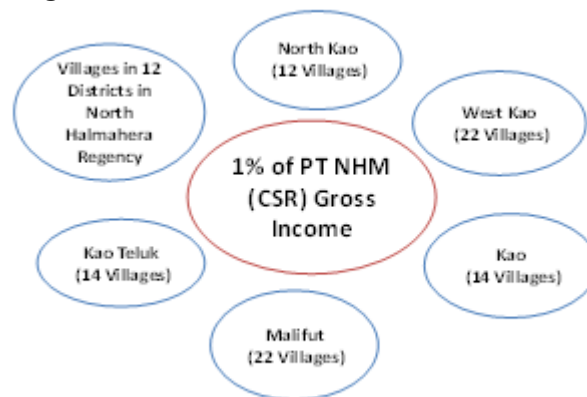 North Kao
(12 Villages)
Villages in 12
Districts in
North
Halmahera
Regency
West Kao
(22 Villages)
1% of PT NHM
(CSR) Gross
Income
Kao Teluk
(14 Villages)
Kao
(14 Villages)
Malifut
(22 Villages)